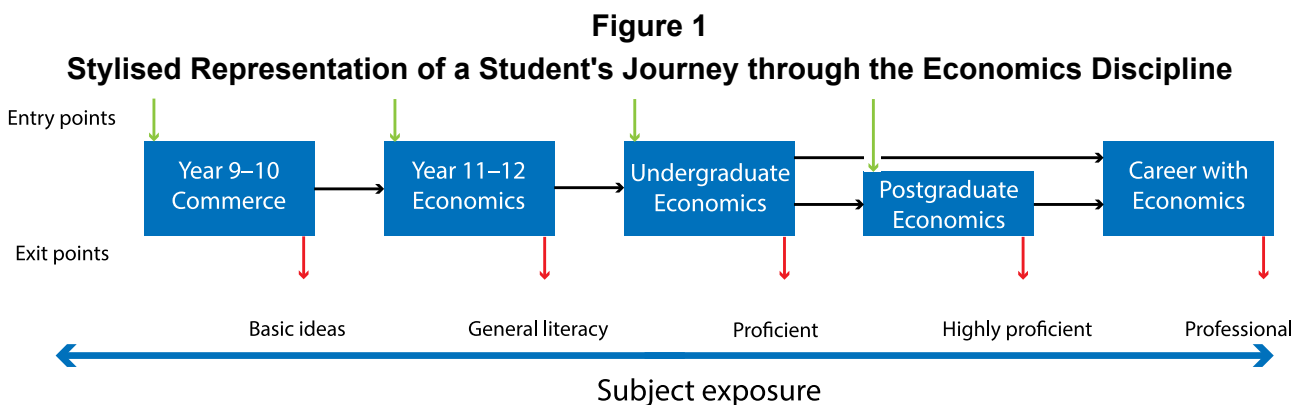 Figure 1
Stylised Representation of a Student's Journey through the Economics Discipline
Entry points
Year 9–10
Commerce
Year 11–12
Economics
Undergraduate
Economics
Postgraduate
Economics
Career with
Economics
Exit points
Basic ideas
General literacy
Proficient
Highly proficient
Professional
Subject exposure